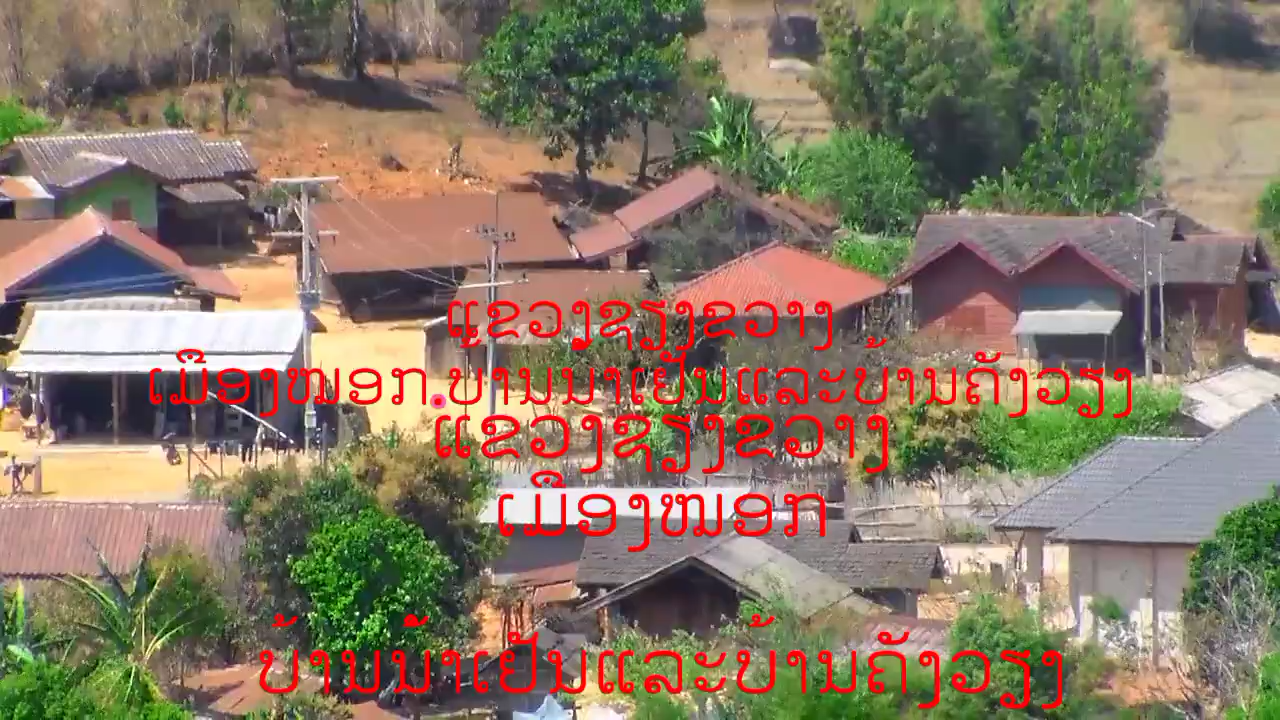 ແຂວງຊຽງຂວາງ
ເມືອງໝອກ ບ້ານນ້ຳເຢັນແລະບ້ານຄັງວຽງ
ແຂວງຊຽງຂວາງ
ເມືອງໝອກ
ບ້ານນ້ຳເຢັນແລະບ້ານຄັງວຽງ